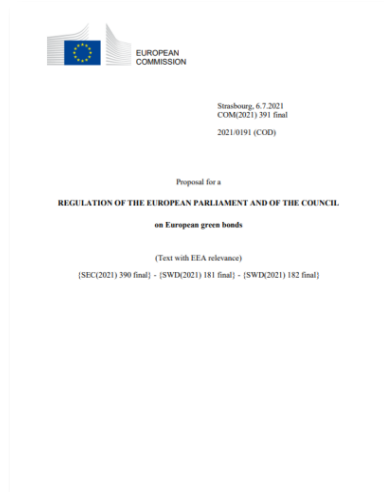 EUROPEAN
COMMISSION
Strasbourg, 6.7.2021
COM(2021) 391 final
2021/0191 (COD)
Proposal for a
REGULATION OF THE EUROPEAN PARLIAMENT AND OF THE COUNCIL
on European green bonds
(Text with EEA relevance)
{SEC(2021) 390 final} - {SWD(2021) 181 final} - {SWD(2021) 182 final}